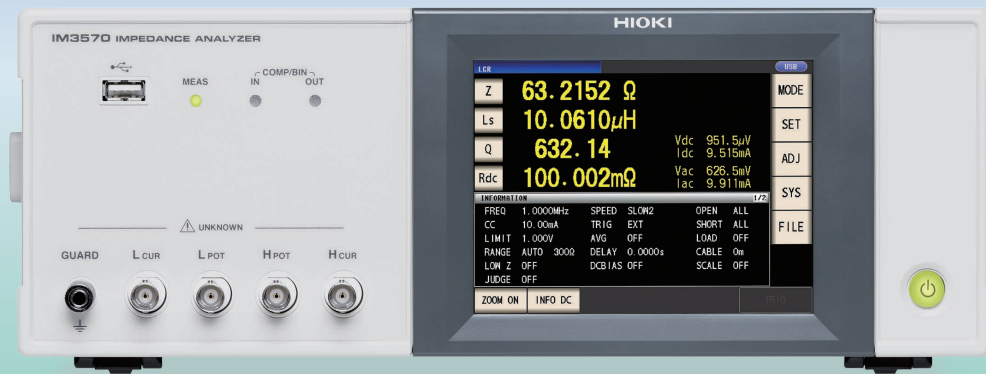 HIOKI
IM3570 IMPEDANCE ANALYZER
MEAS
COMP/BIN
IN OUT
UNKNOWN
GUARD L CUR L POT H POT H CUR
LCR USB
Z 63.2152 Ω
Ls 10.0610μH
Q 632.14
Rdc 100.002mΩ
Vdc 951.5μV
Idc 9.515mA
Vac 626.5mV
Iac 9.911mA
MODE
SET
ADJ
SYS
FILE
INFORMATION 1/2
FREQ 1.0000MHz SPEED SLOW2 OPEN ALL
CC 10.00mA TRIG EXT SHORT ALL
LIMIT 1.000V AVG OFF LOAD OFF
RANGE AUTO 300Ω DELAY 0.0000s CABLE 0m
LOW Z OFF DCBIAS OFF SCALE OFF
JUDGE OFF
ZOOM ON INFO DC TRIG